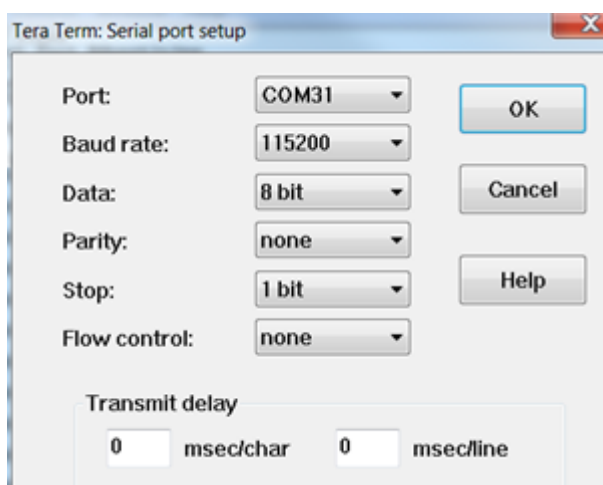 Tera Term: Serial port setup
Port: COM31
OK
Baud rate: 115200
Data: 8 bit
Cancel
Parity: none
Stop: 1 bit
Help
Flow control: none
Transmit delay
0 msec/char 0 msec/line